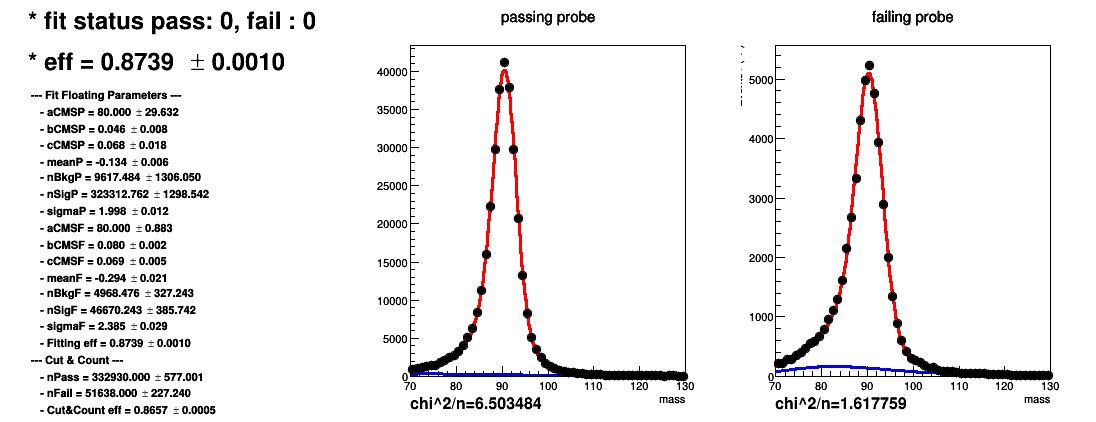 * fit status pass: 0, fail : 0
* eff = 0.8739 ± 0.0010
--- Fit Floating Parameters ---
- aCMSP = 80.000 ± 29.632
- bCMSP = 0.046 ± 0.008
- cCMSP = 0.068 ± 0.018
- meanP = -0.134 ± 0.006
- nBkgP = 9617.484 ± 1306.050
- nSigP = 323312.762 ± 1298.542
- sigmaP = 1.998 ± 0.012
- aCMSF = 80.000 ± 0.883
- bCMSF = 0.080 ± 0.002
- cCMSF = 0.069 ± 0.005
- meanF = -0.294 ± 0.021
- nBkgF = 4968.476 ± 327.243
- nSigF = 46670.243 ± 385.742
- sigmaF = 2.385 ± 0.029
- Fitting eff = 0.8739 ± 0.0010
--- Cut & Count ---
- nPass = 332930.000 ± 577.001
- nFail = 51638.000 ± 227.240
- Cut&Count eff = 0.8657 ± 0.0005
passing probe
40000
35000
30000
25000
20000
15000
10000
5000
0
70 80 90 100 110 120 130
mass
chi^2/n=6.503484
failing probe
5000
4000
3000
2000
1000
0
70 80 90 100 110 120 130
mass
chi^2/n=1.617759